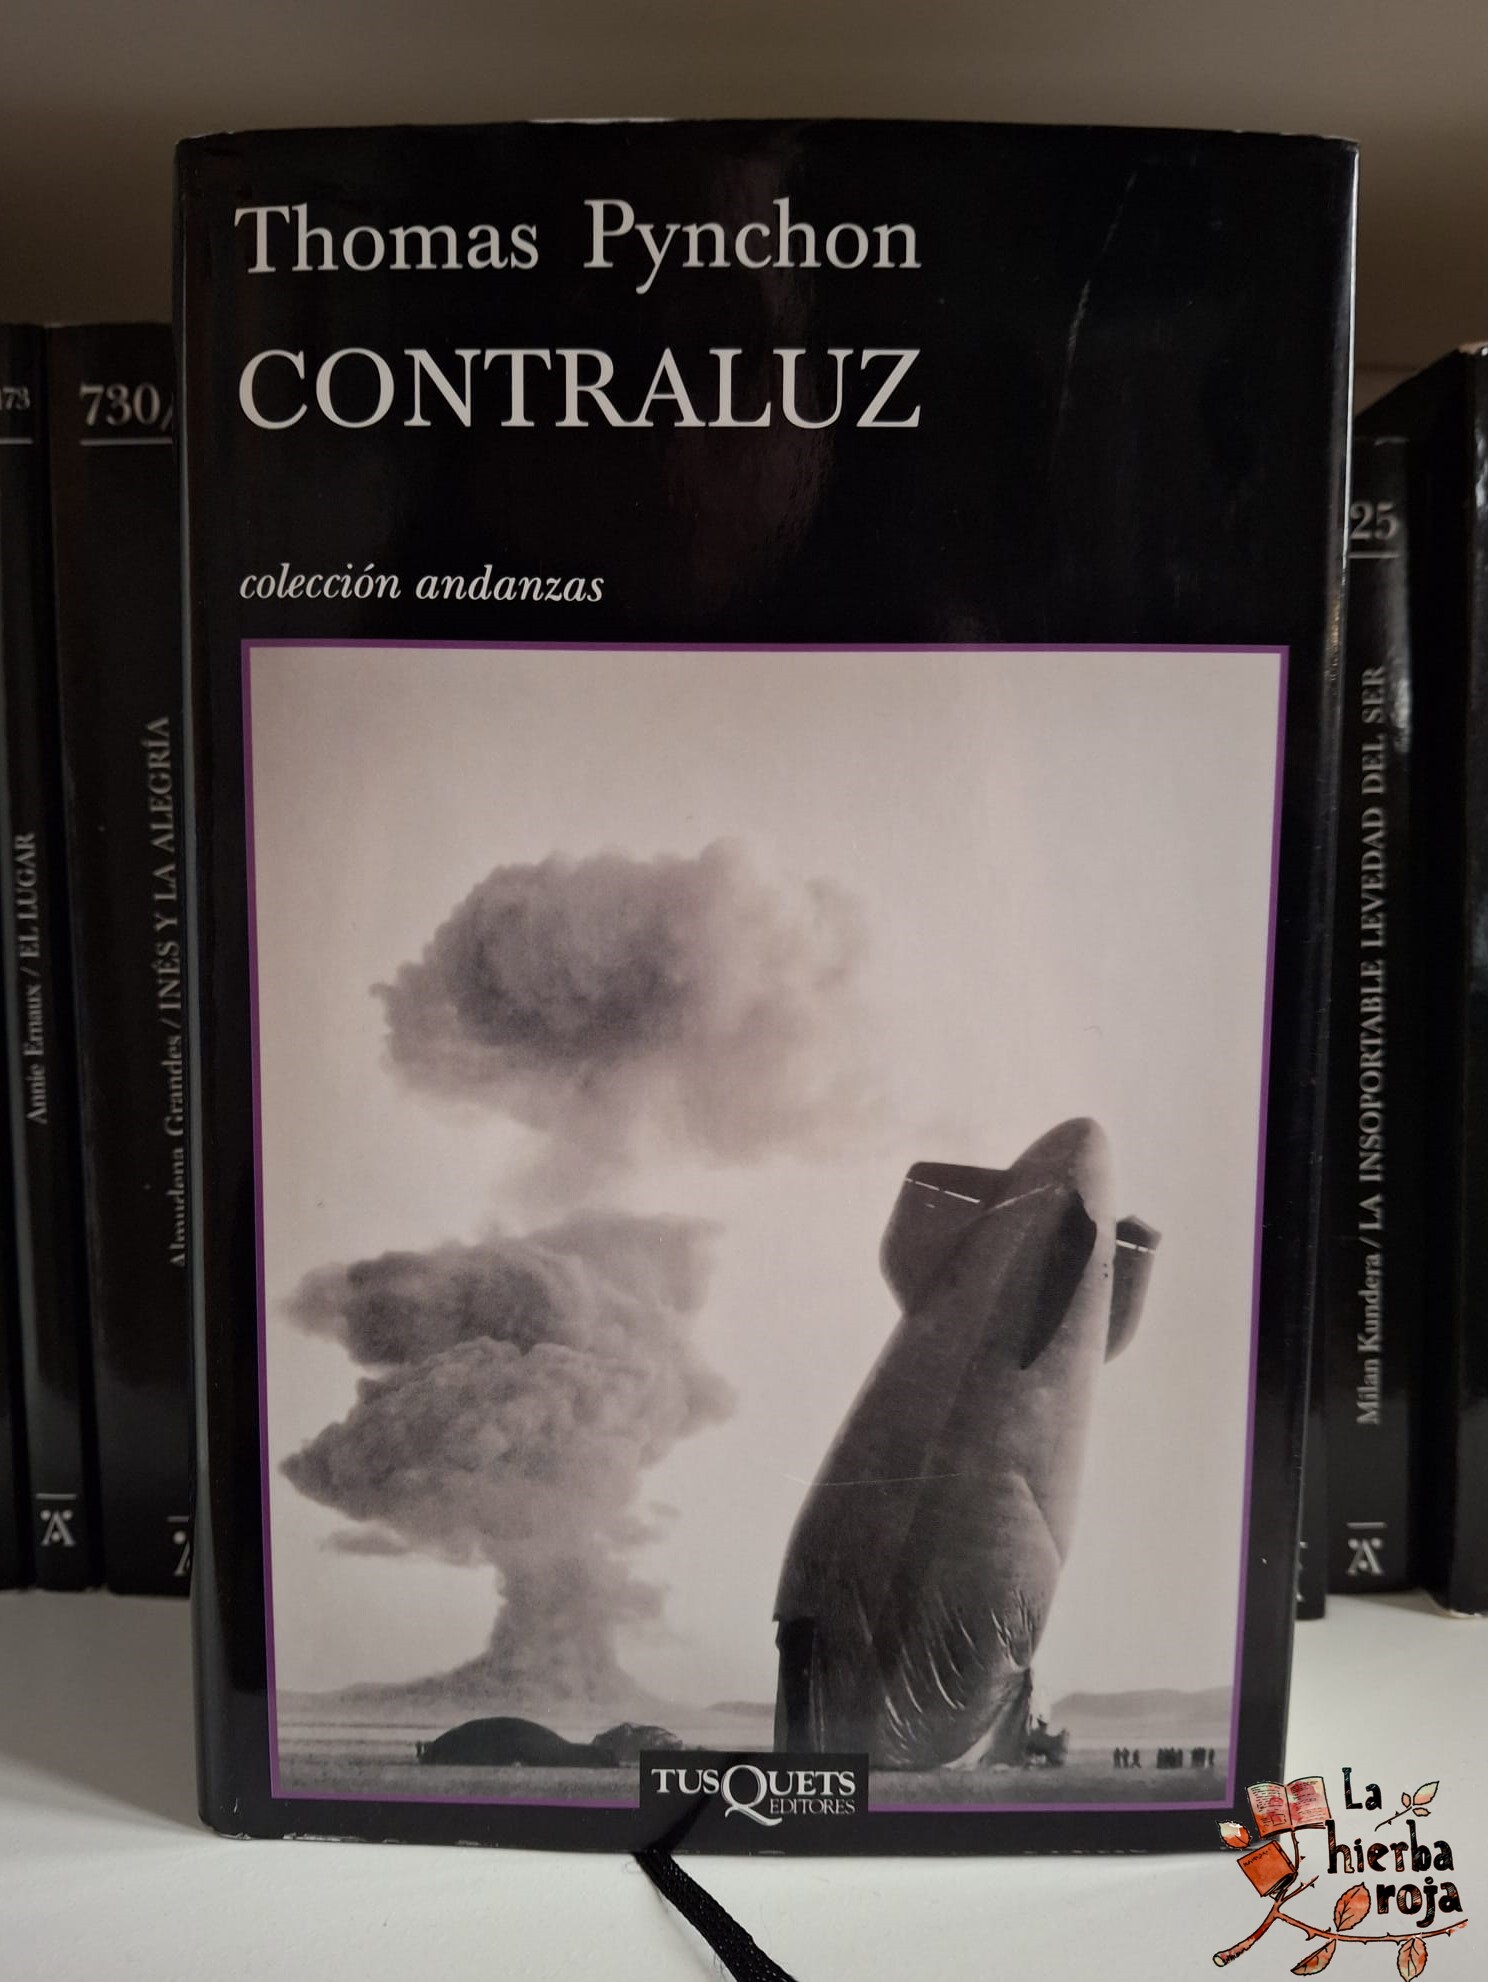 Thomas Pynchon
CONTRALUZ
colección andanzas
TUSQUETS
EDITORES
73
730/
Annie Ernaux / EL LUGAR
Almudena Grandes / INÉS Y LA ALEGRÍA
25
Milan Kundera / LA INSOPORTABLE LEVEDAD DEL SER
La
hierba
roja